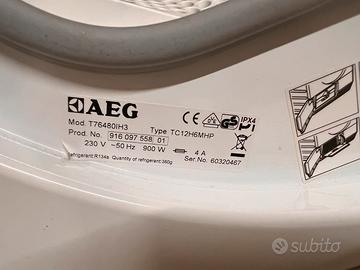 AEG
Mod. T76480IH3
Type TC12H6MHP
Prod. No. 916 097 558 01
230 V ~50 Hz 900 W 4 A
IPX4
Ser No. 60320467
refrigerant:R134a Quantity of refrigerant:360g
subito